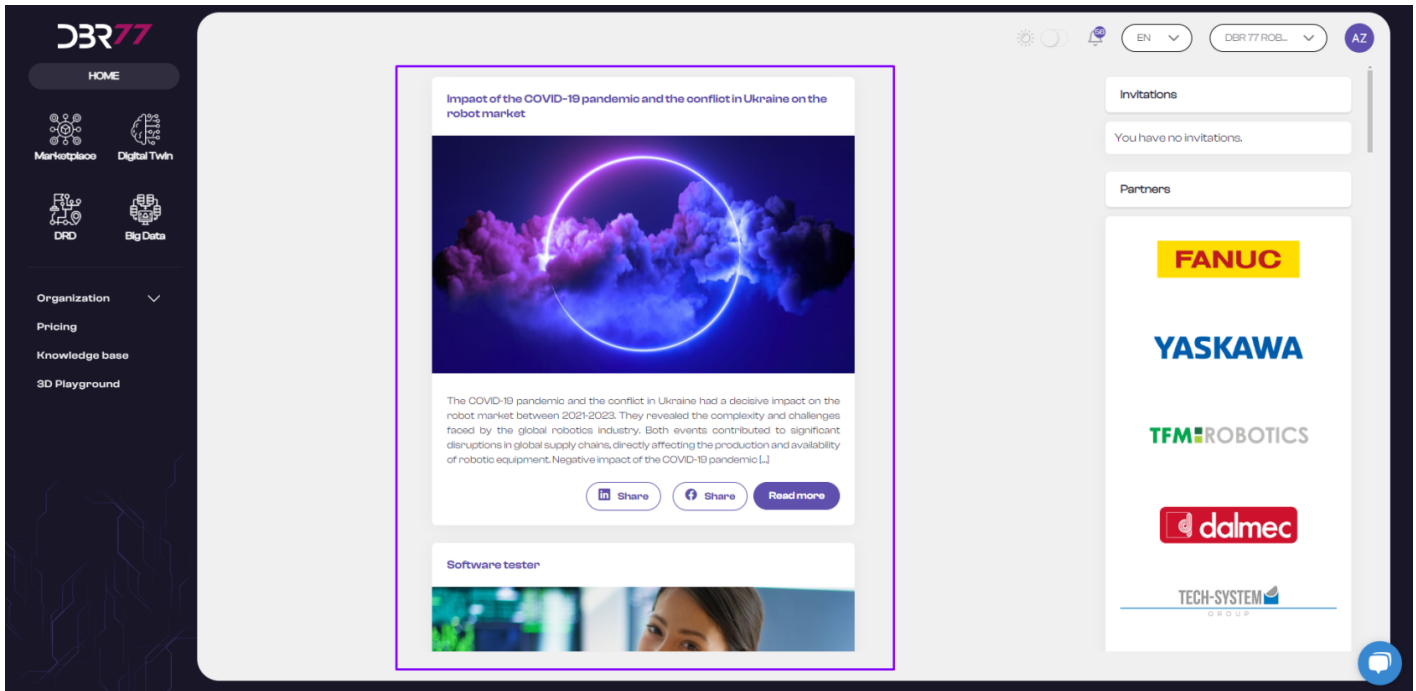 DBR77
HOME
Marketplace
Digital Twin
DRD
Big Data
Organization
Pricing
Knowledge base
3D Playground
56
EN
DBR 77 ROB...
AZ
Impact of the COVID-19 pandemic and the conflict in Ukraine on the
robot market
The COVID-19 pandemic and the conflict in Ukraine had a decisive impact on the
robot market between 2021-2023. They revealed the complexity and challenges
faced by the global robotics industry. Both events contributed to significant
disruptions in global supply chains, directly affecting the production and availability
of robotic equipment. Negative impact of the COVID-19 pandemic [...]
Share
Share
Read more
Software tester
Invitations
You have no invitations.
Partners
FANUC
YASKAWA
TFM ROBOTICS
dalmec
TECH-SYSTEM
GROUP